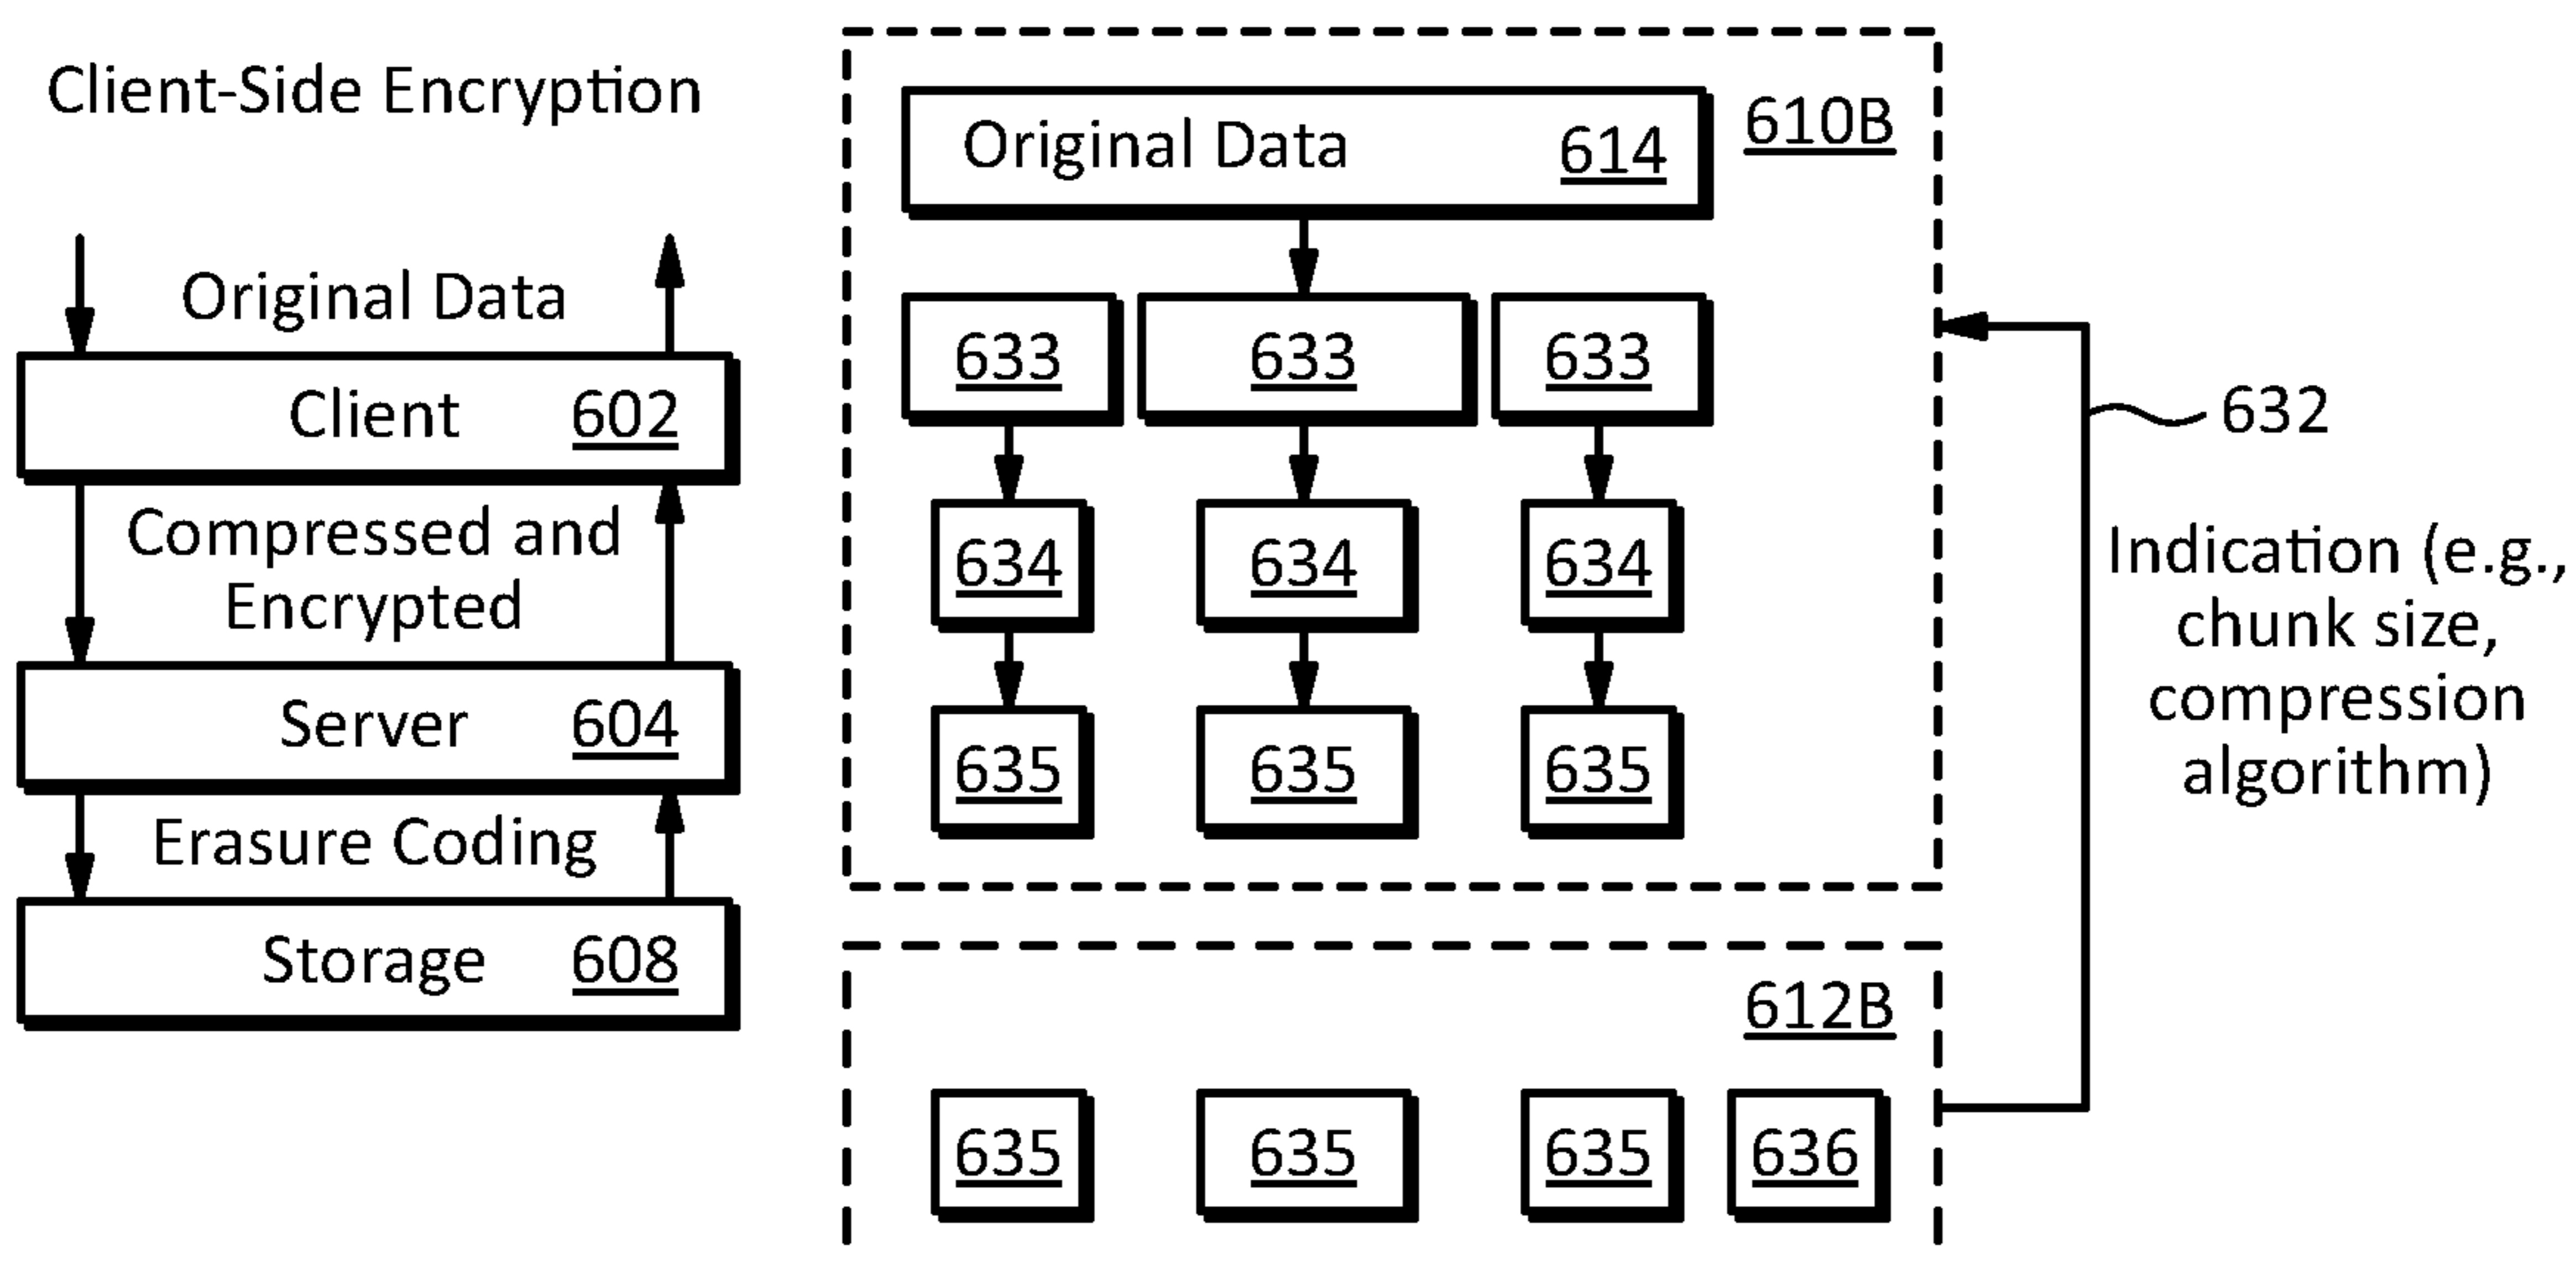 Client-Side Encryption
Original Data
Client 602
Compressed and
Encrypted
Server 604
Erasure Coding
Storage 608
610B
Original Data 614
633 633 633
634 634 634
635 635 635
612B
635 635 635 636
632
Indication (e.g.,
chunk size,
compression
algorithm)